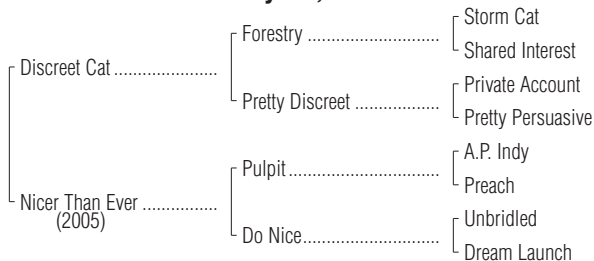 Storm Cat
Forestry ..............................
Shared Interest
Discreet Cat ........................
Private Account
Pretty Discreet ...................
Pretty Persuasive
A.P. Indy
Pulpit ...................................
Preach
Nicer Than Ever .................
(2005)
Unbridled
Do Nice ...............................
Dream Launch